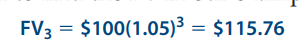 FV₃ = $100(1.05)³ = $115.76